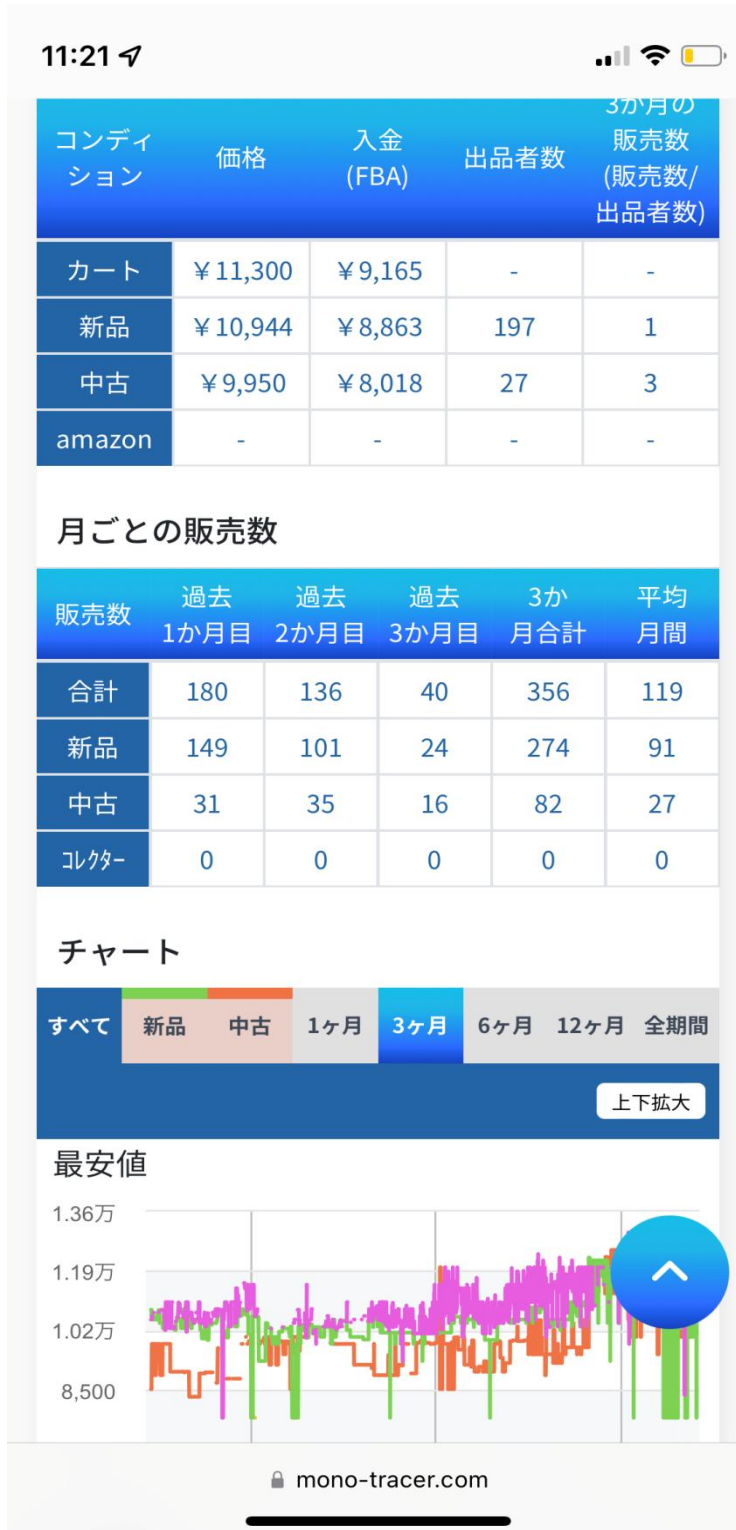 11:21
3か月の
コンディ 価格 入金 出品者数 販売数
ション (FBA) (販売数/
出品者数)
カート ￥11,300 ￥9,165 - -
新品 ￥10,944 ￥8,863 197 1
中古 ￥9,950 ￥8,018 27 3
amazon - - - -
月ごとの販売数
販売数 過去 過去 過去 3か 平均
1か月目 2か月目 3か月目 月合計 月間
合計 180 136 40 356 119
新品 149 101 24 274 91
中古 31 35 16 82 27
ｺﾚｸﾀｰ 0 0 0 0 0
チャート
すべて 新品 中古 1ヶ月 3ヶ月 6ヶ月 12ヶ月 全期間
上下拡大
最安値
1.36万
1.19万
1.02万
8,500
mono-tracer.com